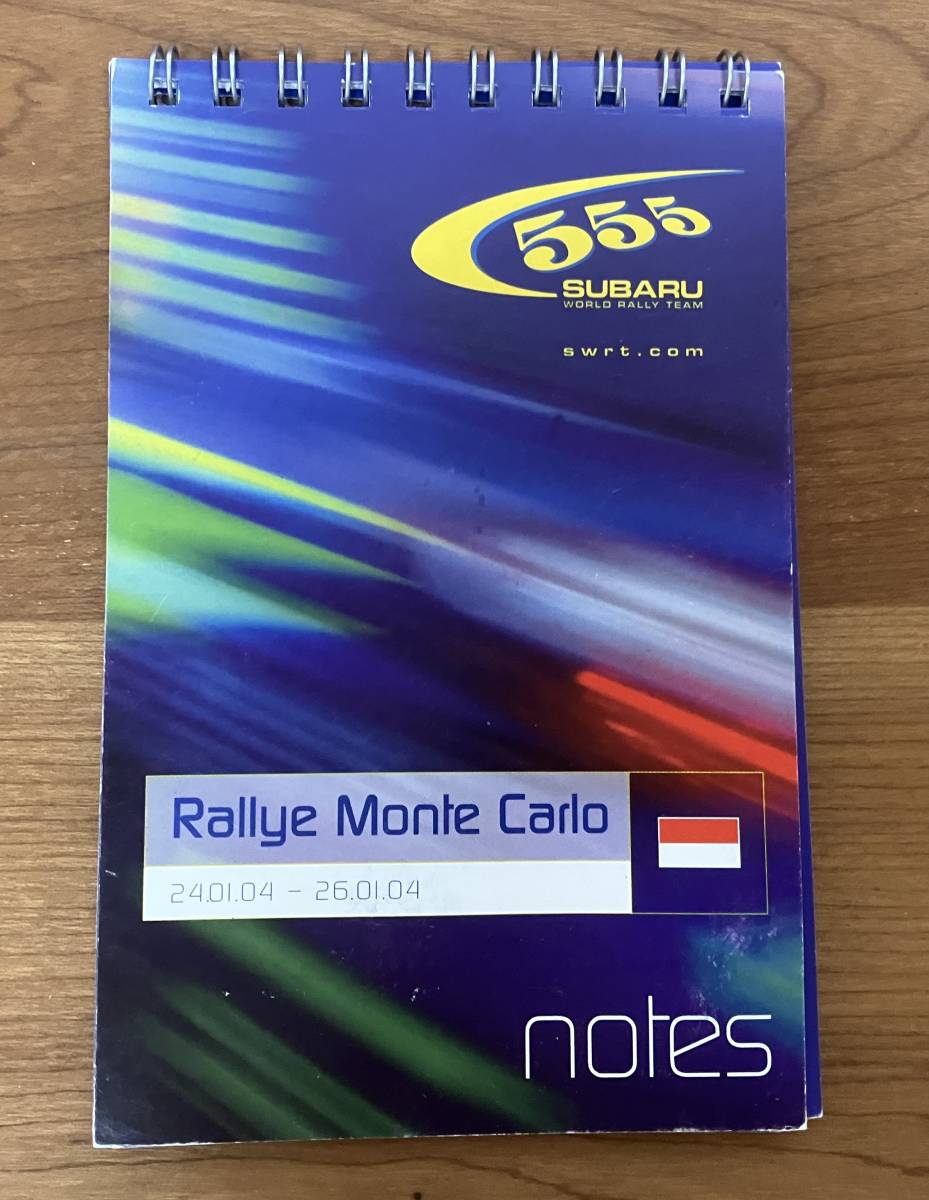 555
SUBARU
WORLD RALLY TEAM
swrt.com
Rallye Monte Carlo
24.01.04 - 26.01.04
notes